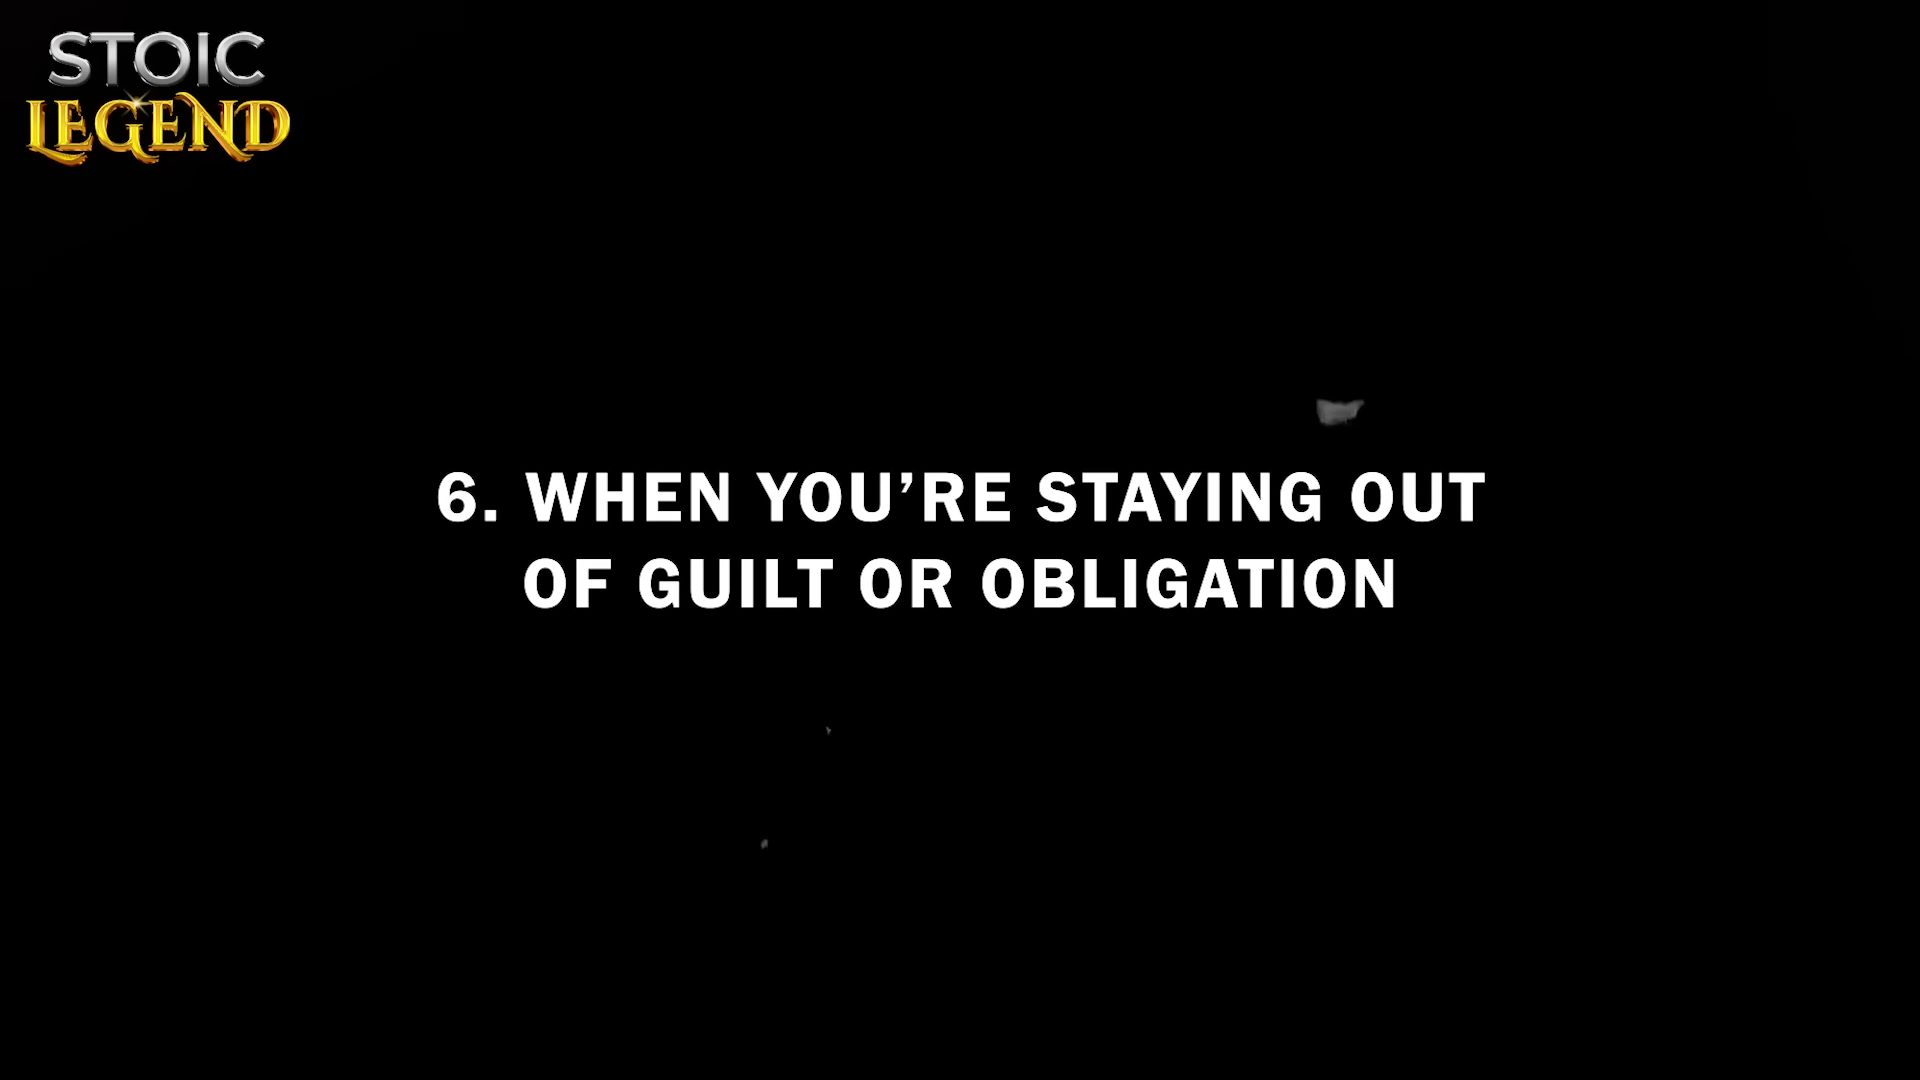 STOIC
LEGEND
6. WHEN YOU’RE STAYING OUT
OF GUILT OR OBLIGATION